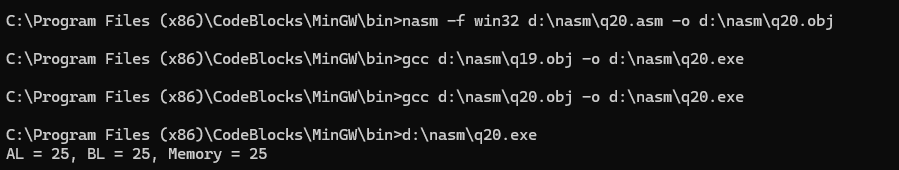 C:\Program Files (x86)\CodeBlocks\MinGW\bin>nasm -f win32 d:\nasm\q20.asm -o d:\nasm\q20.obj
C:\Program Files (x86)\CodeBlocks\MinGW\bin>gcc d:\nasm\q19.obj -o d:\nasm\q20.exe
C:\Program Files (x86)\CodeBlocks\MinGW\bin>gcc d:\nasm\q20.obj -o d:\nasm\q20.exe
C:\Program Files (x86)\CodeBlocks\MinGW\bin>d:\nasm\q20.exe
AL = 25, BL = 25, Memory = 25